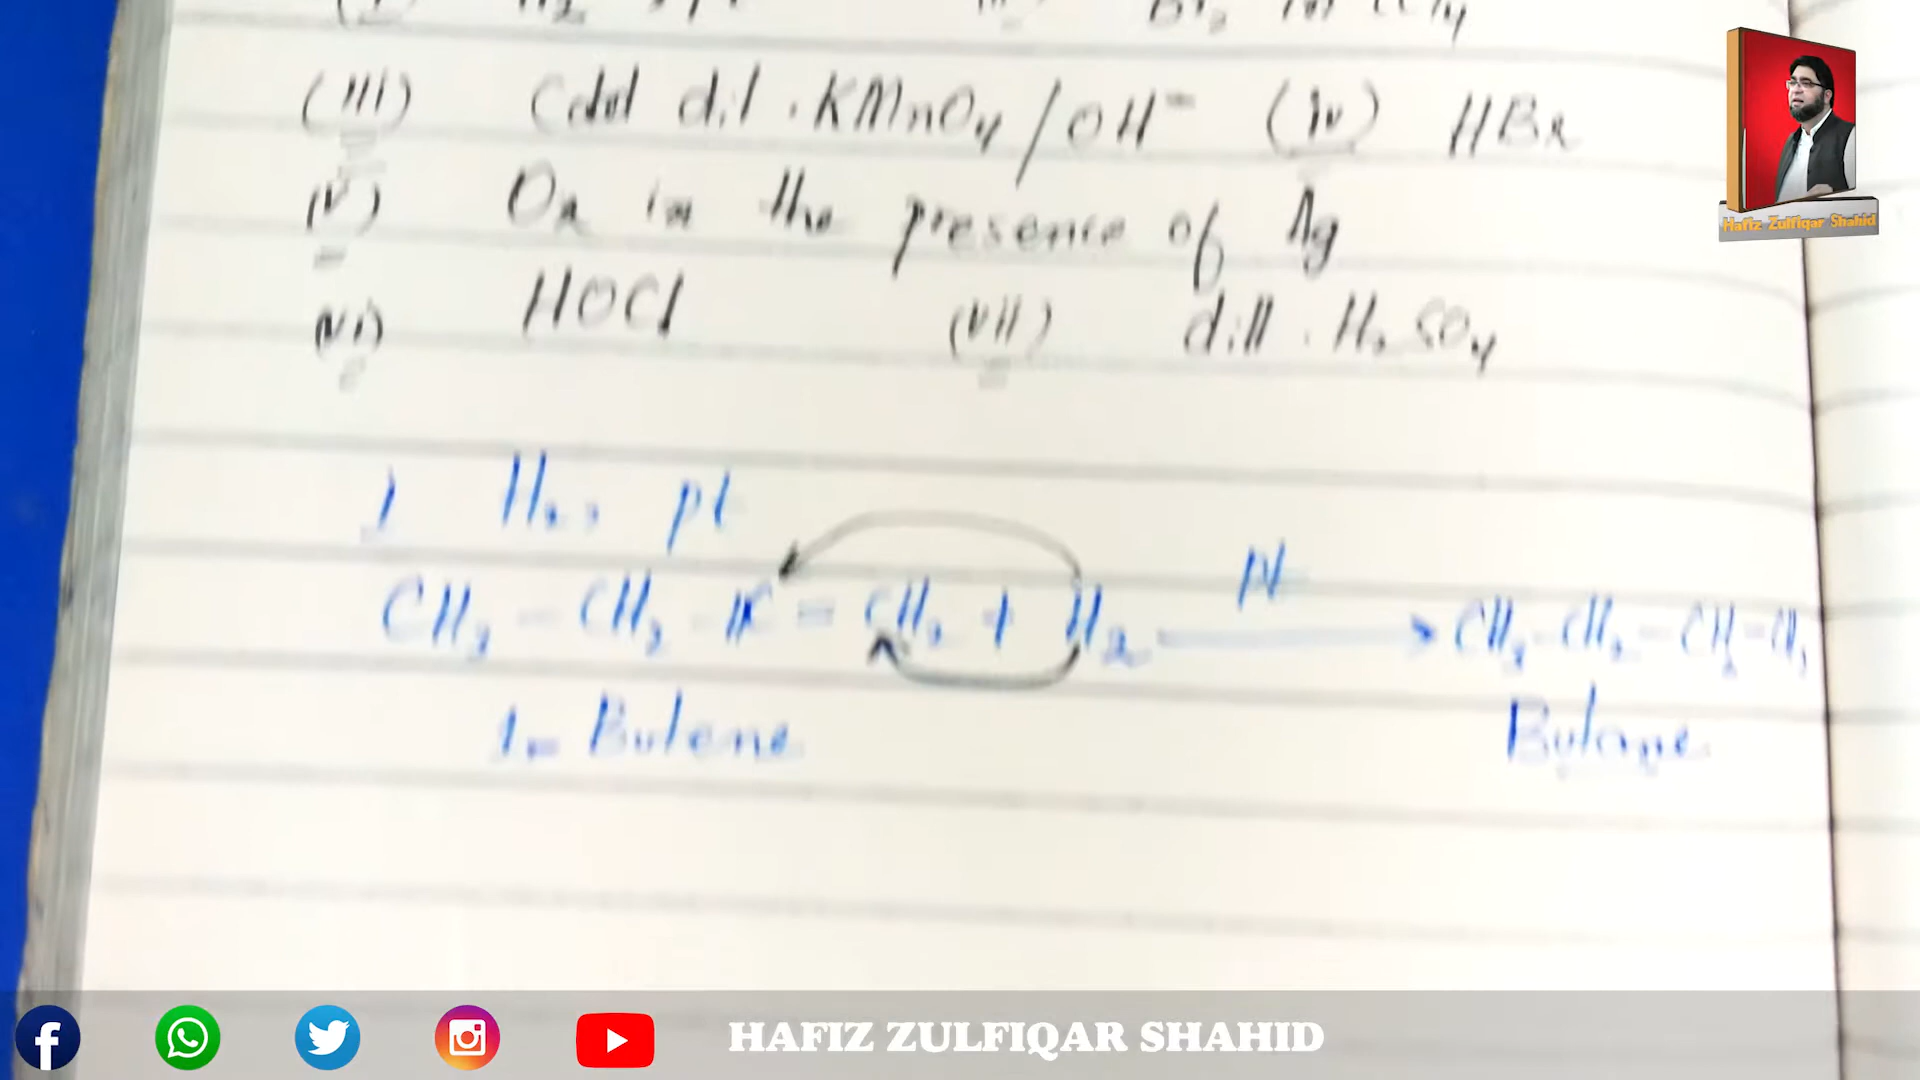 (iii) Cold dil. KMnO₄/OH⁻ (iv) HBr
(v) O₂ in the presence of Ag
(vi) HOCl (vii) dill. H₂SO₄
1 H₂, pt
CH₃ - CH₂ - HC = CH₂ + H₂ pt → CH₃-CH₂-CH₂-CH₃
1- Butene Butane
Hafiz Zulfiqar Shahid
HAFIZ ZULFIQAR SHAHID